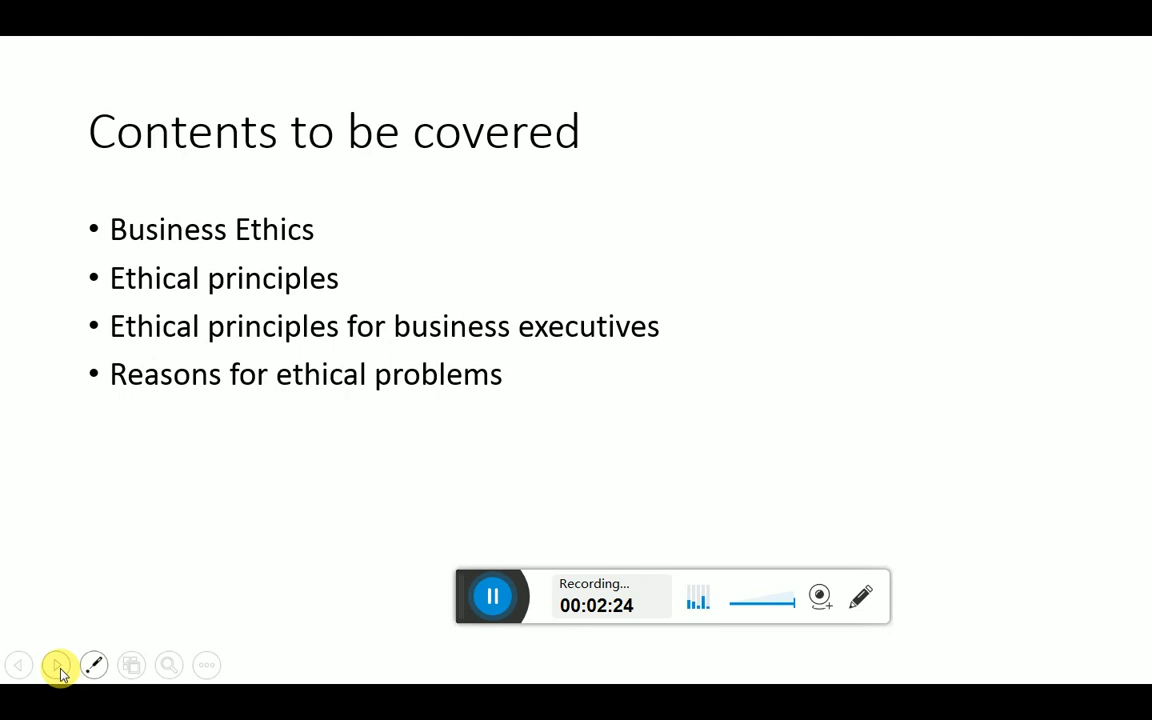 Contents to be covered
• Business Ethics
• Ethical principles
• Ethical principles for business executives
• Reasons for ethical problems
Recording...
00:02:24